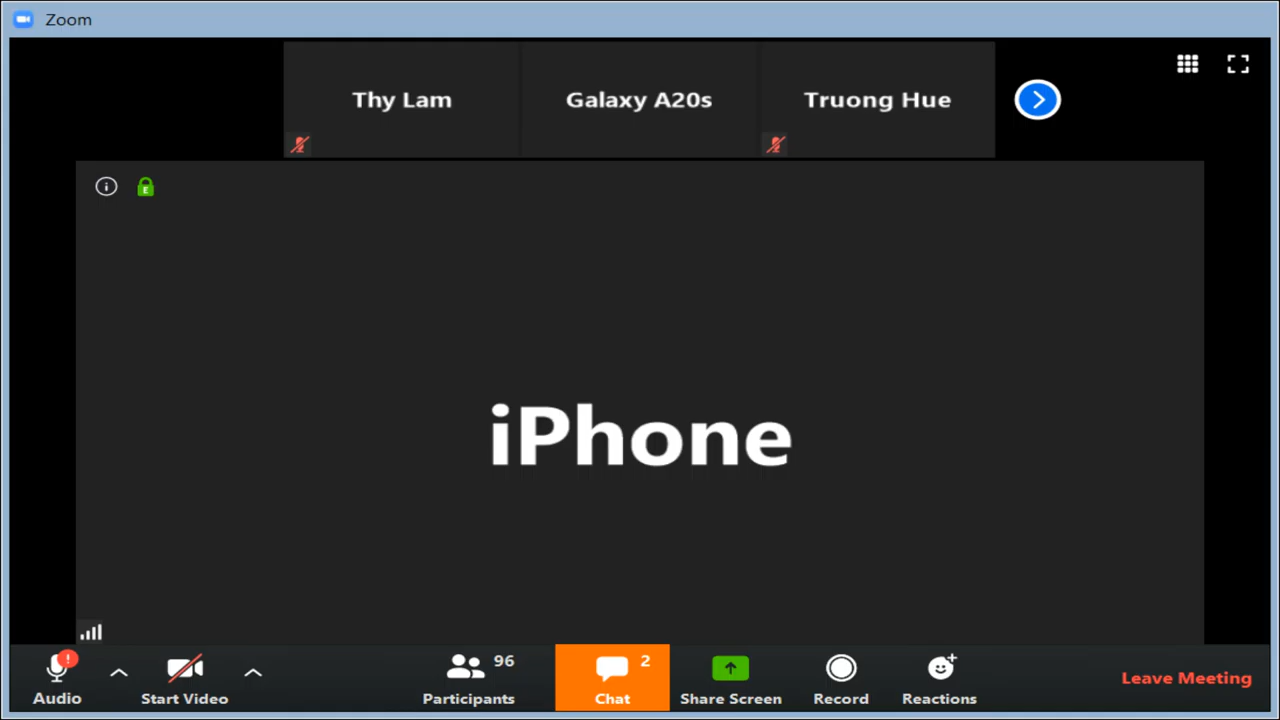 Zoom
Thy Lam
Galaxy A20s
Truong Hue
E
iPhone
Audio
Start Video
Participants 96
Chat 2
Share Screen
Record
Reactions
Leave Meeting